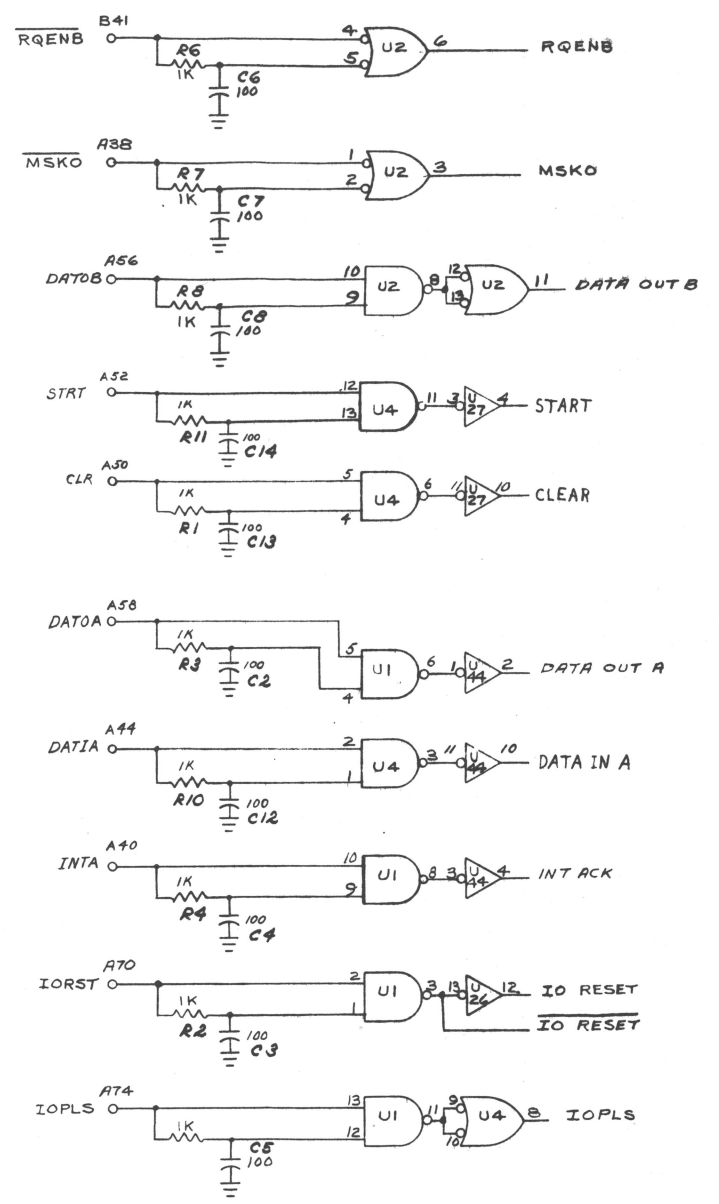 B41
RQENB
R6
1K
C6
100
4
5
U2
6
RQENB
A38
MSKO
R7
1K
C7
100
1
2
U2
3
MSKO
A56
DATOB
R8
1K
C8
100
10
9
U2
8
12
13
U2
11
DATA OUT B
A52
STRT
1K
R11
100
C14
12
13
U4
11
3
U
27
4
START
A50
CLR
1K
R1
100
C13
5
4
U4
6
11
U
27
10
CLEAR
A58
DATOA
1K
R3
100
C2
5
4
U1
6
1
U
44
2
DATA OUT A
A44
DATIA
1K
R10
100
C12
2
1
U4
3
11
U
44
10
DATA IN A
A40
INTA
1K
R4
100
C4
10
9
U1
8
3
U
44
4
INT ACK
A70
IORST
1K
R2
100
C3
2
1
U1
3
13
U
26
12
IO RESET
IO RESET
A74
IOPLS
1K
C5
100
13
12
U1
11
9
10
U4
8
IOPLS